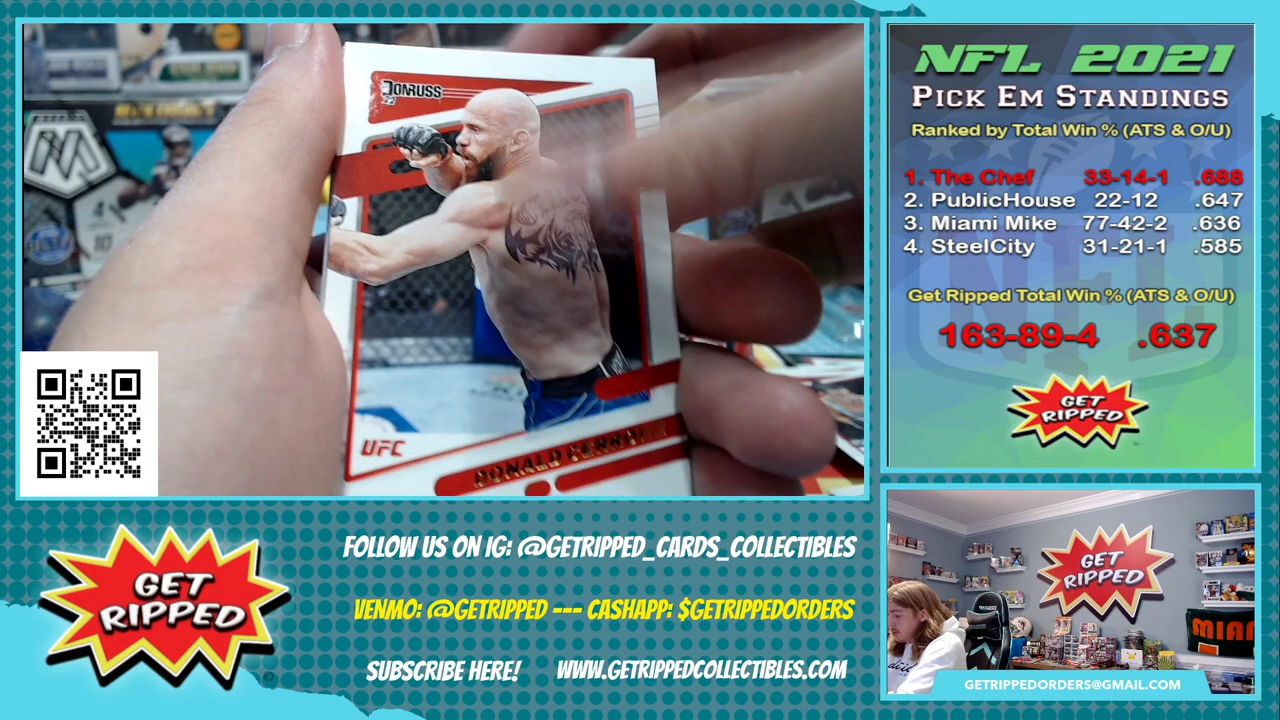 DONRUSS
22
UFC
DONALD CERRONE
NFL 2021
PICK EM STANDINGS
Ranked by Total Win % (ATS & O/U)
1. The Chef 33-14-1 .688
2. PublicHouse 22-12 .647
3. Miami Mike 77-42-2 .636
4. SteelCity 31-21-1 .585
Get Ripped Total Win % (ATS & O/U)
163-89-4 .637
GET
RIPPED
GET
RIPPED
FOLLOW US ON IG: @GETRIPPED_CARDS_COLLECTIBLES
VENMO: @GETRIPPED --- CASHAPP: $GETRIPPEDORDERS
SUBSCRIBE HERE! WWW.GETRIPPEDCOLLECTIBLES.COM
GET
RIPPED
GETRIPPEDORDERS@GMAIL.COM